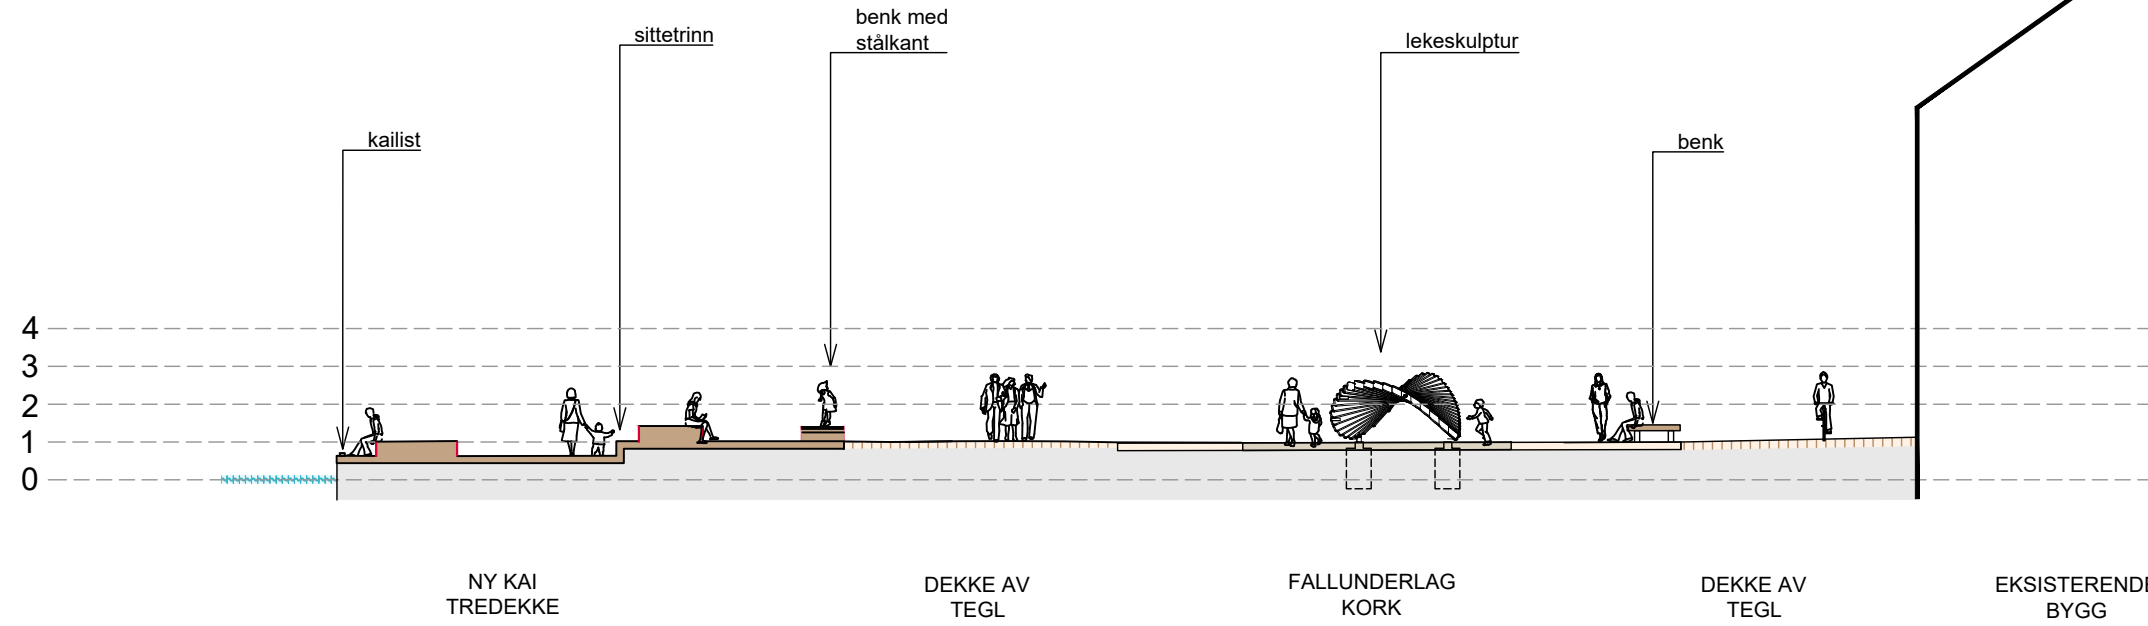 benk med
stålkant
sittetrinn
lekeskulptur
kailist
benk
4
3
2
1
0
NY KAI
TREDEKKE
DEKKE AV
TEGL
FALLUNDERLAG
KORK
DEKKE AV
TEGL
EKSISTERENDE
BYGG